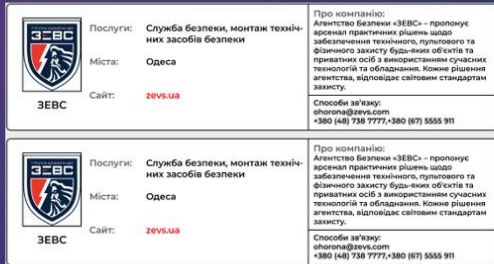 ЗЕВС
ЗЕВС
Послуги:
Служба безпеки, монтаж техніч-
них засобів безпеки
Міста:
Одеса
Сайт:
zevs.ua
Про компанію:
Агентство Безпеки «ЗЕВС» – пропонує
арсенал практичних рішень щодо
забезпечення технічного, пультового та
фізичного захисту будь-яких об'єктів та
приватних осіб з використанням сучасних
технологій та обладнання. Кожне рішення
агентства, відповідає світовим стандартам
захисту.
Способи зв'язку:
ohorona@zevs.com
+380 (48) 738 7777,+380 (67) 5555 911
ЗЕВС
ЗЕВС
Послуги:
Служба безпеки, монтаж техніч-
них засобів безпеки
Міста:
Одеса
Сайт:
zevs.ua
Про компанію:
Агентство Безпеки «ЗЕВС» – пропонує
арсенал практичних рішень щодо
забезпечення технічного, пультового та
фізичного захисту будь-яких об'єктів та
приватних осіб з використанням сучасних
технологій та обладнання. Кожне рішення
агентства, відповідає світовим стандартам
захисту.
Способи зв'язку:
ohorona@zevs.com
+380 (48) 738 7777,+380 (67) 5555 911